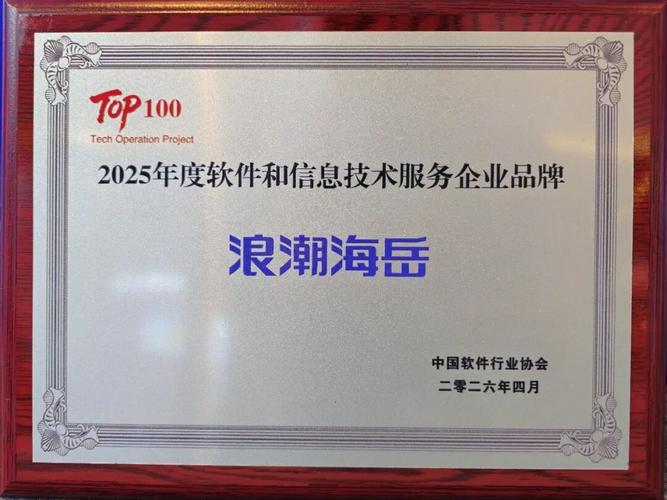 TOP 100
Tech Operation Project
2025年度软件和信息技术服务企业品牌
浪潮海岳
中国软件行业协会
二零二六年四月